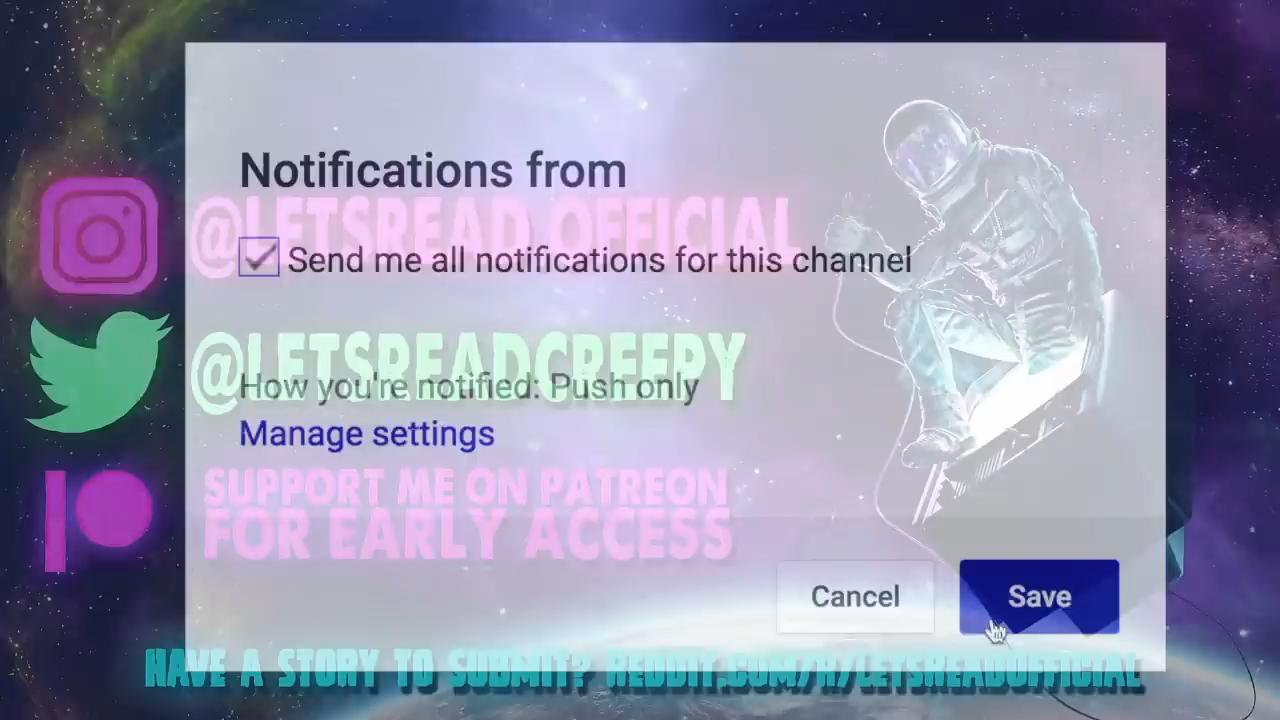 Notifications from
@LETSREAD.OFFICIAL
Send me all notifications for this channel
@LETSREADCREEPY
How you're notified: Push only
Manage settings
SUPPORT ME ON PATREON
FOR EARLY ACCESS
Cancel
Save
HAVE A STORY TO SUBMIT? REDDIT.COM/R/LETSREADOFFICIAL